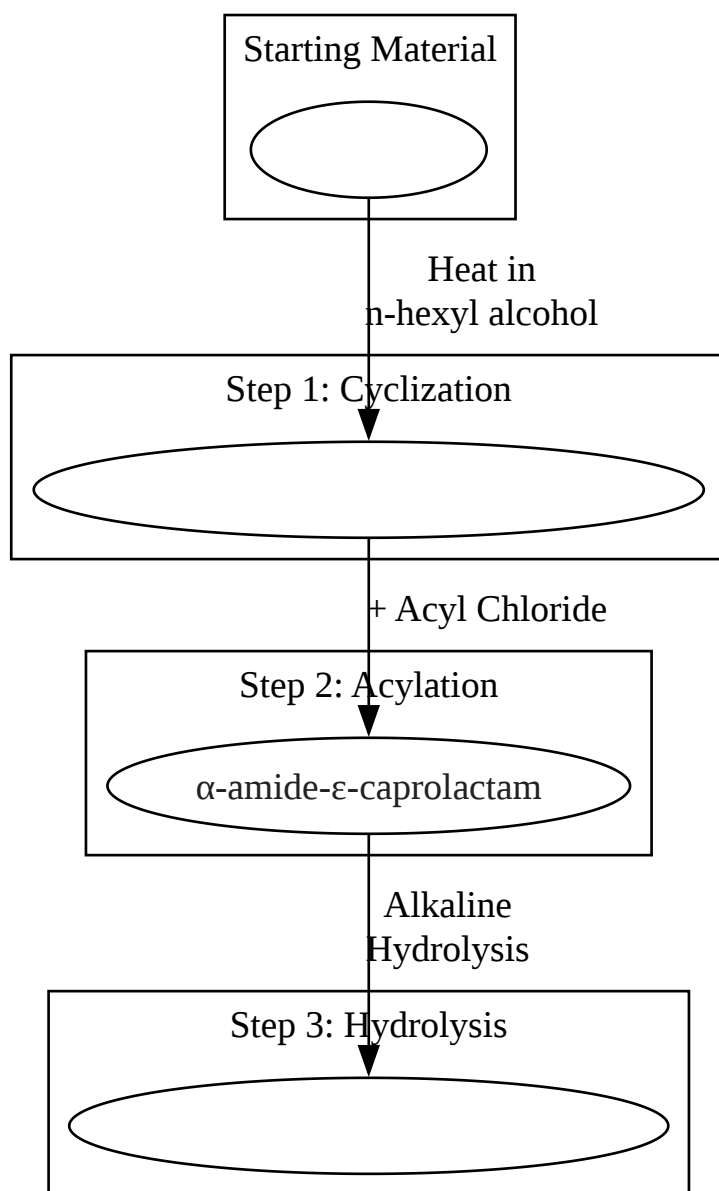 Starting Material
Heat in
n-hexyl alcohol
Step 1: Cyclization
+ Acyl Chloride
Step 2: Acylation
α-amide-ε-caprolactam
Alkaline
Hydrolysis
Step 3: Hydrolysis